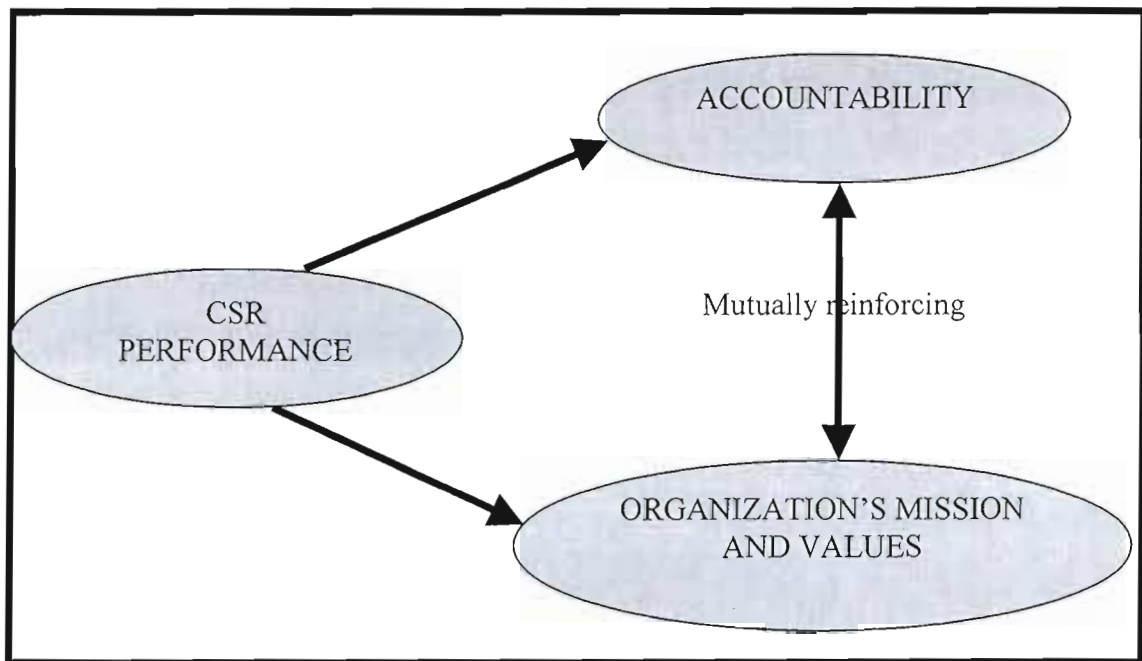 ACCOUNTABILITY
CSR
PERFORMANCE
Mutually reinforcing
ORGANIZATION'S MISSION
AND VALUES